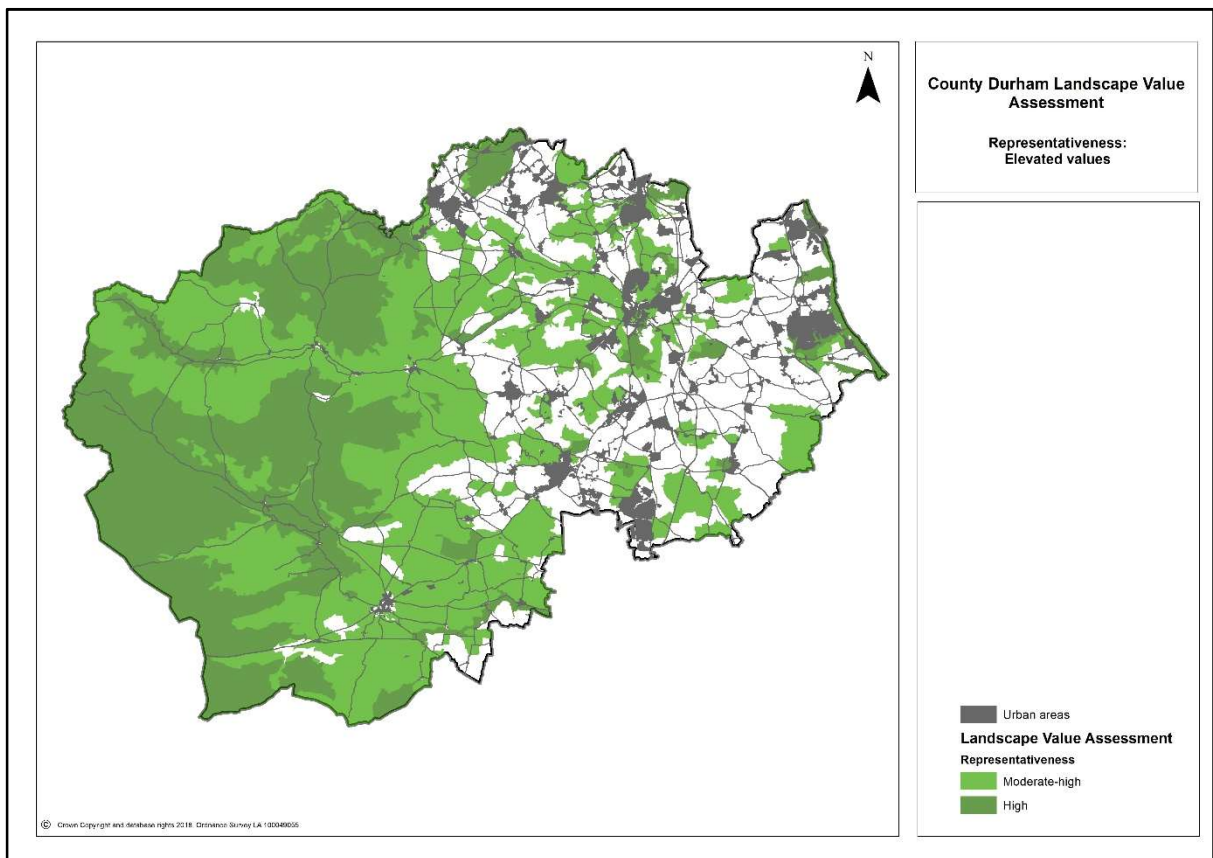 N
County Durham Landscape Value
Assessment
Representativeness:
Elevated values
Urban areas
Landscape Value Assessment
Representativeness
Moderate-high
High
© Crown Copyright and database rights 2018. Ordnance Survey LA 100049055